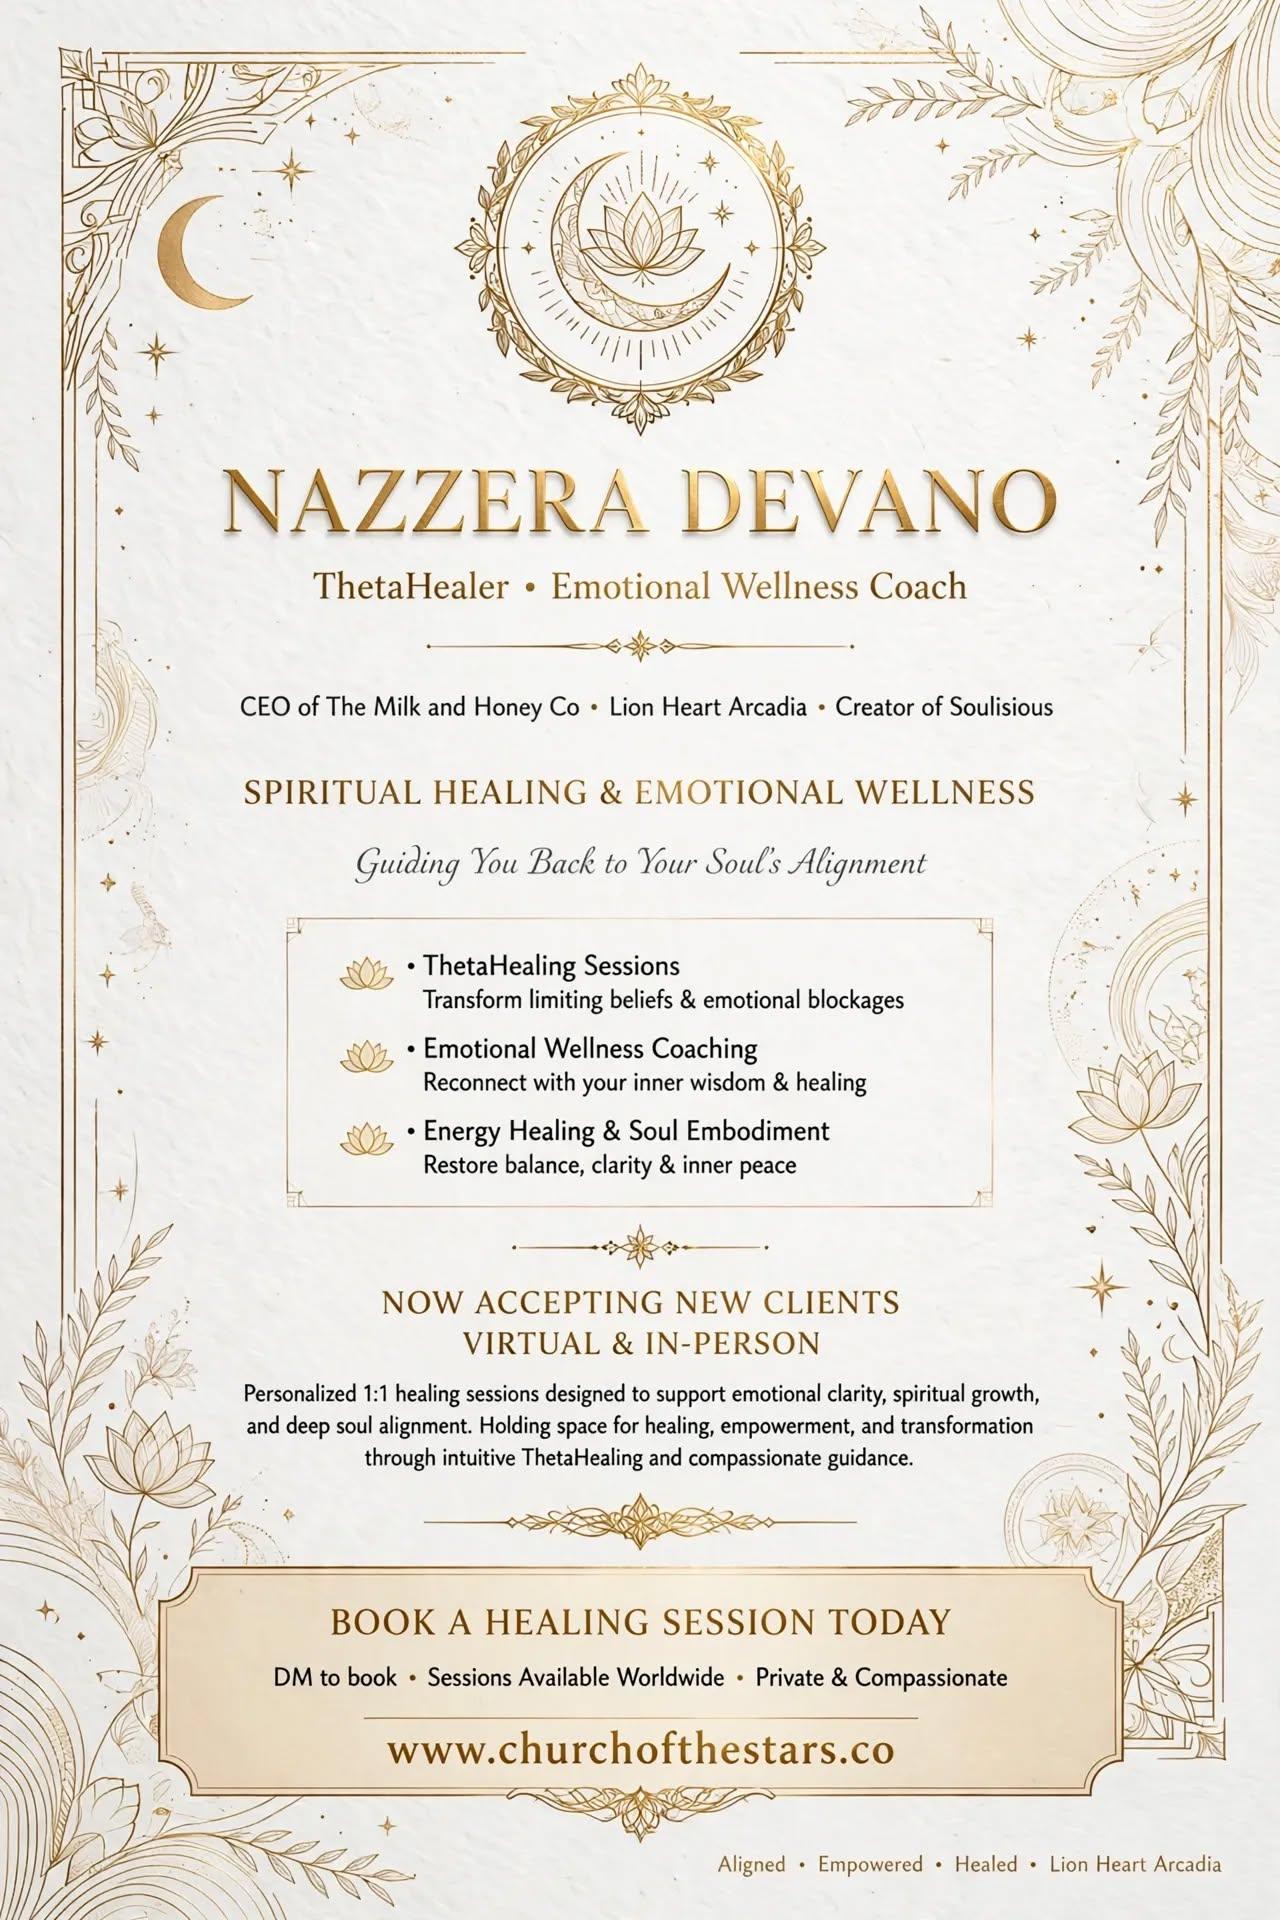 NAZZERA DEVANO
ThetaHealer • Emotional Wellness Coach
CEO of The Milk and Honey Co • Lion Heart Arcadia • Creator of Soulisious
SPIRITUAL HEALING & EMOTIONAL WELLNESS
Guiding You Back to Your Soul's Alignment
• ThetaHealing Sessions
Transform limiting beliefs & emotional blockages
• Emotional Wellness Coaching
Reconnect with your inner wisdom & healing
• Energy Healing & Soul Embodiment
Restore balance, clarity & inner peace
NOW ACCEPTING NEW CLIENTS
VIRTUAL & IN-PERSON
Personalized 1:1 healing sessions designed to support emotional clarity, spiritual growth,
and deep soul alignment. Holding space for healing, empowerment, and transformation
through intuitive ThetaHealing and compassionate guidance.
BOOK A HEALING SESSION TODAY
DM to book • Sessions Available Worldwide • Private & Compassionate
www.churchofthestars.co
Aligned • Empowered • Healed • Lion Heart Arcadia